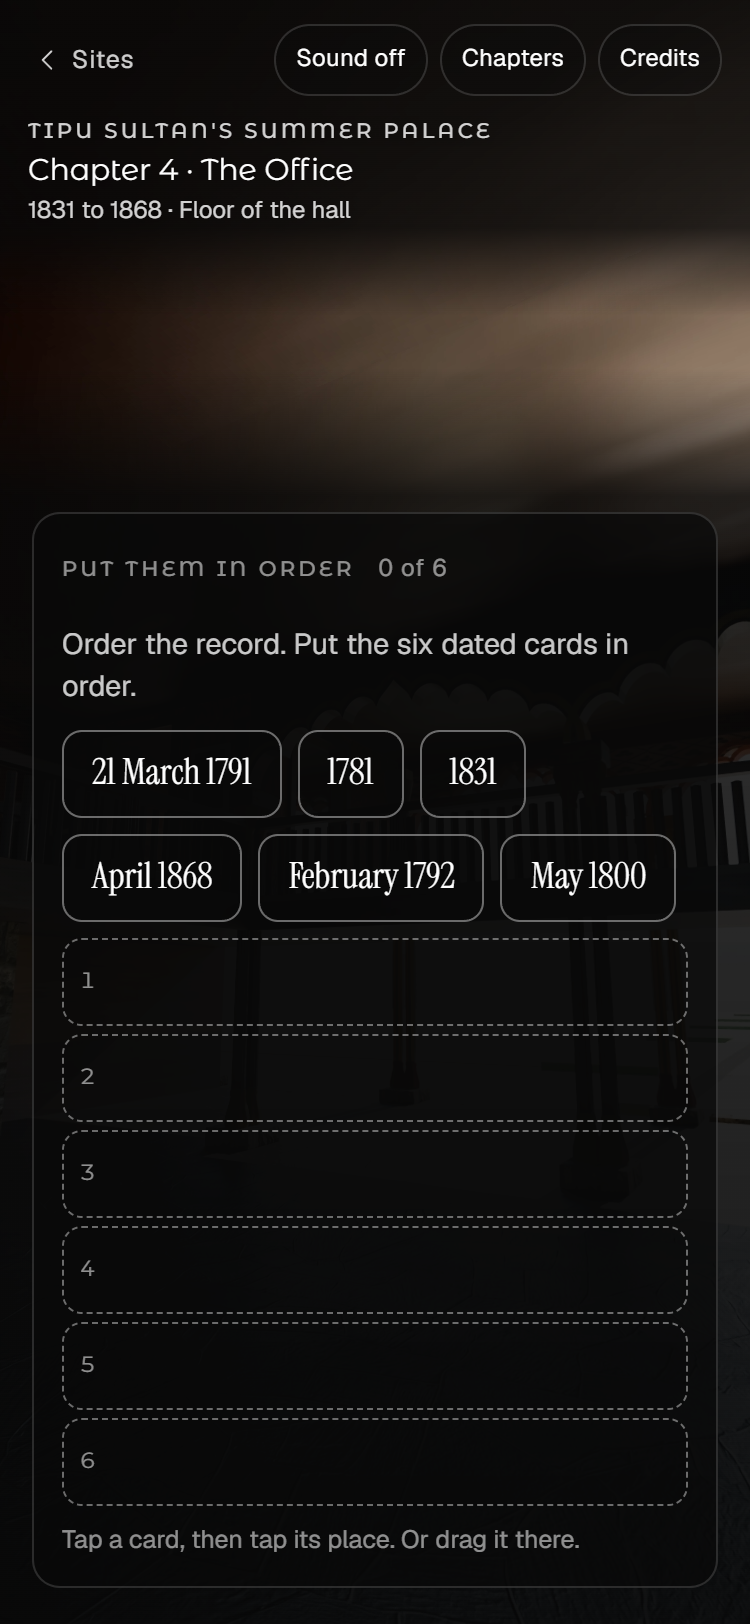 Sites
Sound off
Chapters
Credits
TIPU SULTAN'S SUMMER PALACE
Chapter 4 · The Office
1831 to 1868 · Floor of the hall
PUT THEM IN ORDER 0 of 6
Order the record. Put the six dated cards in
order.
21 March 1791
1781
1831
April 1868
February 1792
May 1800
1
2
3
4
5
6
Tap a card, then tap its place. Or drag it there.